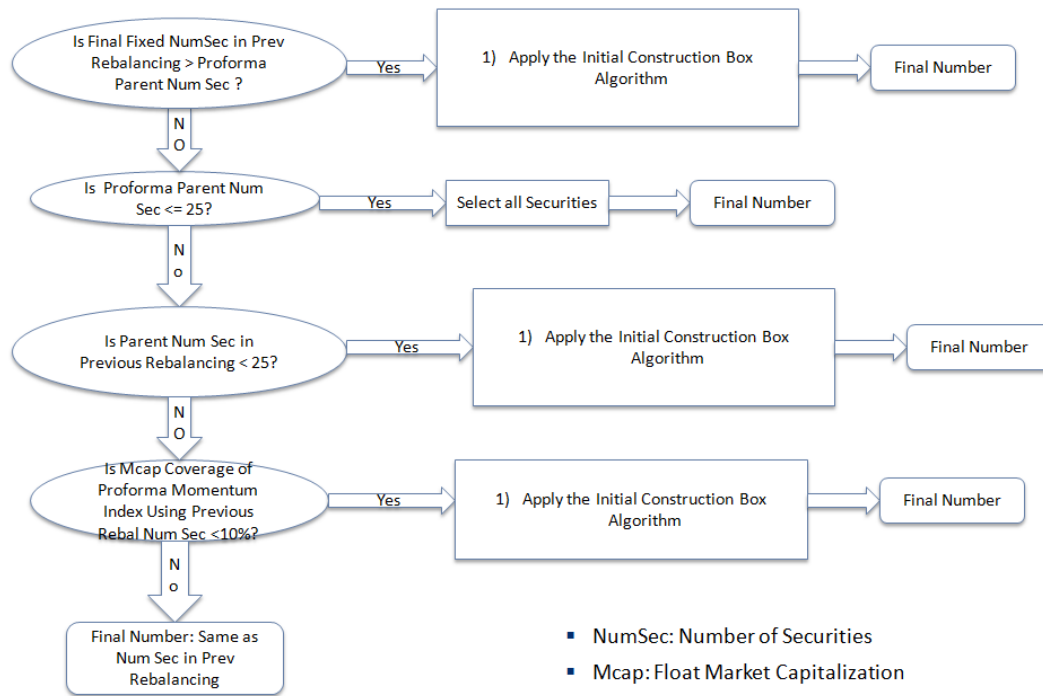 Is Final Fixed NumSec in Prev
Rebalancing > Proforma
Parent Num Sec ?
Yes
1) Apply the Initial Construction Box
Algorithm
Final Number
N
O
Is Proforma Parent Num
Sec <= 25?
Yes
Select all Securities
Final Number
N
o
Is Parent Num Sec in
Previous Rebalancing < 25?
Yes
1) Apply the Initial Construction Box
Algorithm
Final Number
N
O
Is Mcap Coverage of
Proforma Momentum
Index Using Previous
Rebal Num Sec <10%?
Yes
1) Apply the Initial Construction Box
Algorithm
Final Number
N
o
Final Number: Same as
Num Sec in Prev
Rebalancing
▪ NumSec: Number of Securities
▪ Mcap: Float Market Capitalization